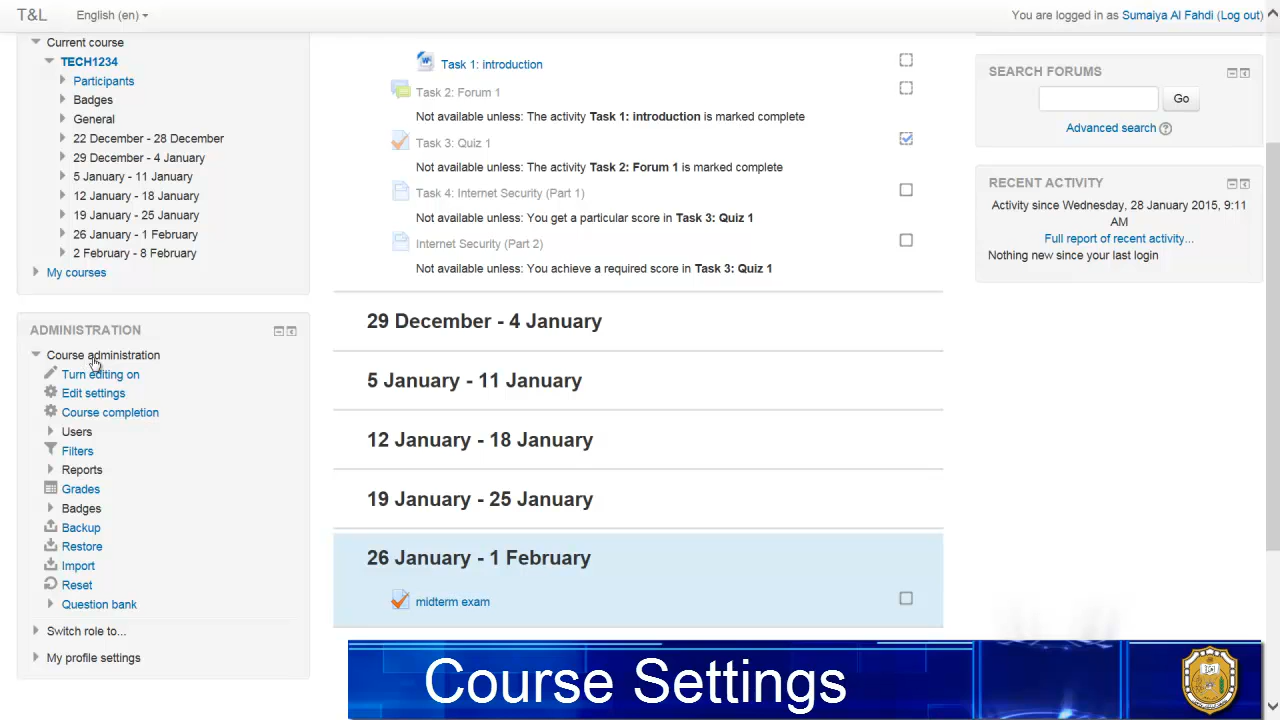 T&L
English (en)
You are logged in as Sumaiya Al Fahdi (Log out)
Current course
TECH1234
Participants
Badges
General
22 December - 28 December
29 December - 4 January
5 January - 11 January
12 January - 18 January
19 January - 25 January
26 January - 1 February
2 February - 8 February
My courses
ADMINISTRATION
Course administration
Turn editing on
Edit settings
Course completion
Users
Filters
Reports
Grades
Badges
Backup
Restore
Import
Reset
Question bank
Switch role to...
My profile settings
Task 1: introduction
Task 2: Forum 1
Not available unless: The activity Task 1: introduction is marked complete
Task 3: Quiz 1
Not available unless: The activity Task 2: Forum 1 is marked complete
Task 4: Internet Security (Part 1)
Not available unless: You get a particular score in Task 3: Quiz 1
Internet Security (Part 2)
Not available unless: You achieve a required score in Task 3: Quiz 1
29 December - 4 January
5 January - 11 January
12 January - 18 January
19 January - 25 January
26 January - 1 February
midterm exam
SEARCH FORUMS
Go
Advanced search
RECENT ACTIVITY
Activity since Wednesday, 28 January 2015, 9:11
AM
Full report of recent activity...
Nothing new since your last login
Course Settings